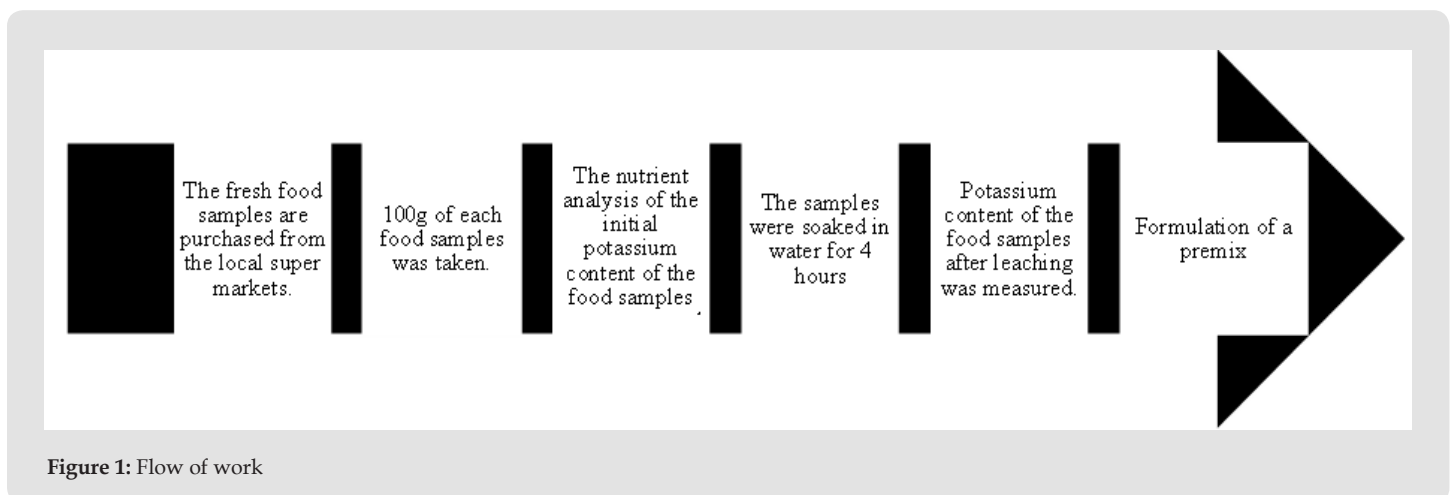 The fresh food
samples are
purchased from
the local super
markets.
100g of each
food samples
was taken.
The nutrient
analysis of the
initial
potassium
content of the
food samples .
The samples
were soaked in
water for 4
hours
Potassium
content of the
food samples
after leaching
was measured.
Formulation of a
premix
Figure 1: Flow of work